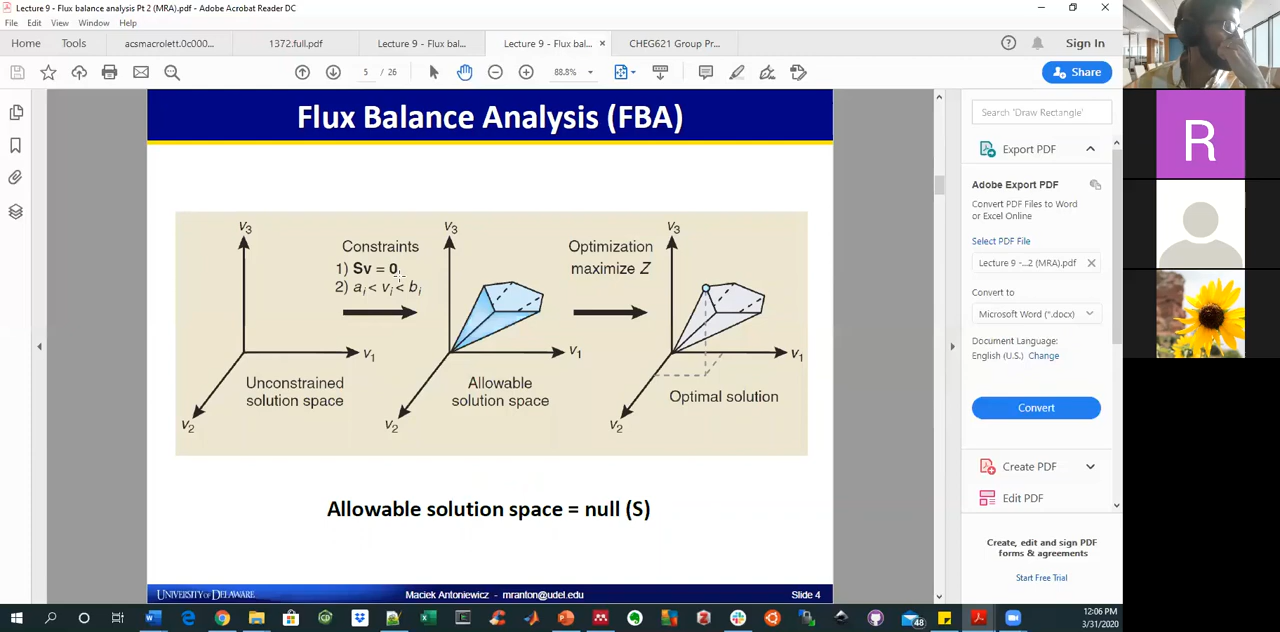 Lecture 9 - Flux balance analysis Pt 2 (MRA).pdf - Adobe Acrobat Reader DC
File Edit View Window Help
Home Tools acsmacrolett.0c000... 1372.full.pdf Lecture 9 - Flux bal... Lecture 9 - Flux bal... × CHEG621 Group Pr... Sign In
5 / 26 88.8% Share
Flux Balance Analysis (FBA)
v3
v1
v2
Unconstrained
solution space
Constraints
1) Sv = 0
2) ai < vi < bi
v3
v1
v2
Allowable
solution space
Optimization
maximize Z
v3
v1
v2
Optimal solution
Allowable solution space = null (S)
UNIVERSITY OF DELAWARE Maciek Antoniewicz - mranton@udel.edu Slide 4
Search 'Draw Rectangle'
Export PDF
Adobe Export PDF
Convert PDF Files to Word
or Excel Online
Select PDF File
Lecture 9 -...2 (MRA).pdf
Convert to
Microsoft Word (*.docx)
Document Language:
English (U.S.) Change
Convert
Create PDF
Edit PDF
Create, edit and sign PDF
forms & agreements
Start Free Trial
R
48
12:06 PM
3/31/2020